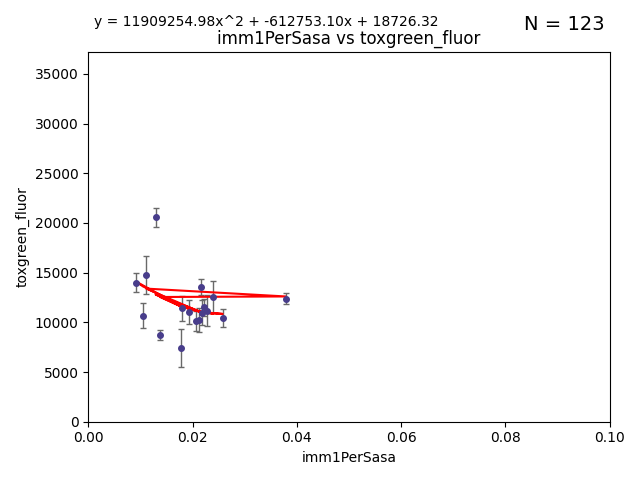 y = 11909254.98x^2 + -612753.10x + 18726.32
N = 123
imm1PerSasa vs toxgreen_fluor
35000
30000
25000
20000
15000
10000
5000
0
toxgreen_fluor
0.00 0.02 0.04 0.06 0.08 0.10
imm1PerSasa